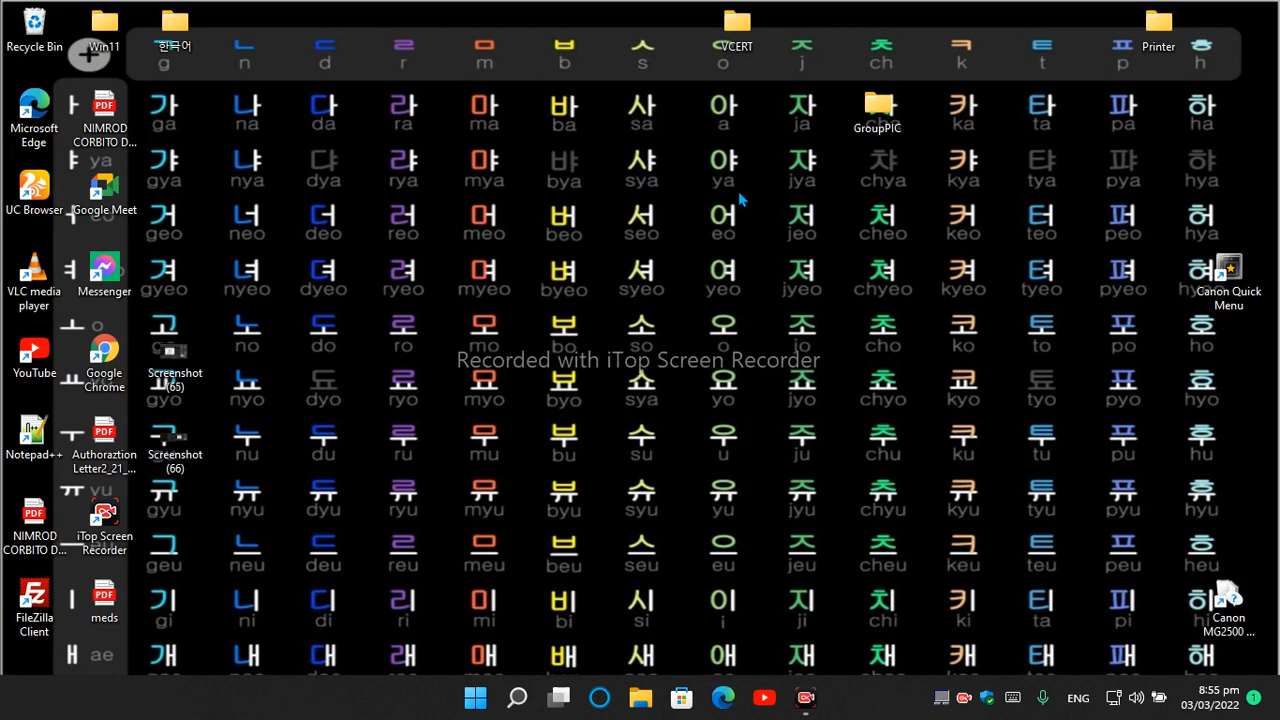 Recycle Bin Win11 한국어 VCERT Printer
ㄴ ㄷ ㄹ ㅁ ㅂ ㅅ ㅈ ㅊ ㅋ ㅌ ㅍ ㅎ
g n d r m b s o j ch k t p h
ㅏ 가 나 다 라 마 바 사 아 자 카 타 파 하
ga na da ra ma ba sa a ja ka ta pa ha
Microsoft Edge
NIMROD CORBITO D...
GroupPIC
ㅑ ya 갸 냐 댜 랴 먀 뱌 샤 야 쟈 챠 캬 탸 퍄 햐
gya nya dya rya mya bya sya ya jya chya kya tya pya hya
UC Browser Google Meet
거 너 더 러 머 버 서 어 저 처 커 터 퍼 허
geo neo deo reo meo beo seo eo jeo cheo keo teo peo hya
ㅕ 겨 녀 뎌 려 며 벼 셔 여 져 쳐 켜 텨 펴 혀
gyeo nyeo dyeo ryeo myeo byeo syeo yeo jyeo chyeo kyeo tyeo pyeo
VLC media player
Messenger
Canon Quick Menu
ㅗ o 고 노 도 로 모 보 소 오 조 초 코 토 포 호
no do ro mo bo so o jo cho ko to po ho
Recorded with iTop Screen Recorder
YouTube
Google Chrome
Screenshot (65)
ㅛ 뇨 됴 료 묘 뵤 쇼 요 죠 쵸 쿄 툐 표 효
gyo nyo dyo ryo myo byo sya yo jyo chyo kyo tyo pyo hyo
ㅜ 구 누 두 루 무 부 수 우 주 추 쿠 투 푸 후
nu du ru mu bu su u ju chu ku tu pu hu
Notepad++
Authoraztion Letter2_21_...
Screenshot (66)
ㅠ yu 규 뉴 듀 류 뮤 뷰 슈 유 쥬 츄 큐 튜 퓨 휴
gyu nyu dyu ryu myu byu syu yu jyu chyu kyu tyu pyu hyu
NIMROD CORBITO D...
iTop Screen Recorder
그 느 드 르 므 브 스 으 즈 츠 크 트 프 흐
geu neu deu reu meu beu seu eu jeu cheu keu teu peu heu
ㅣ 기 니 디 리 미 비 시 이 지 치 키 티 피 히
gi ni di ri mi bi si i ji chi ki ti pi hi
FileZilla Client
meds
Canon MG2500 ...
ㅐ ae 개 내 대 래 매 배 새 애 재 채 캐 태 패 해
ENG
8:55 pm
03/03/2022
1